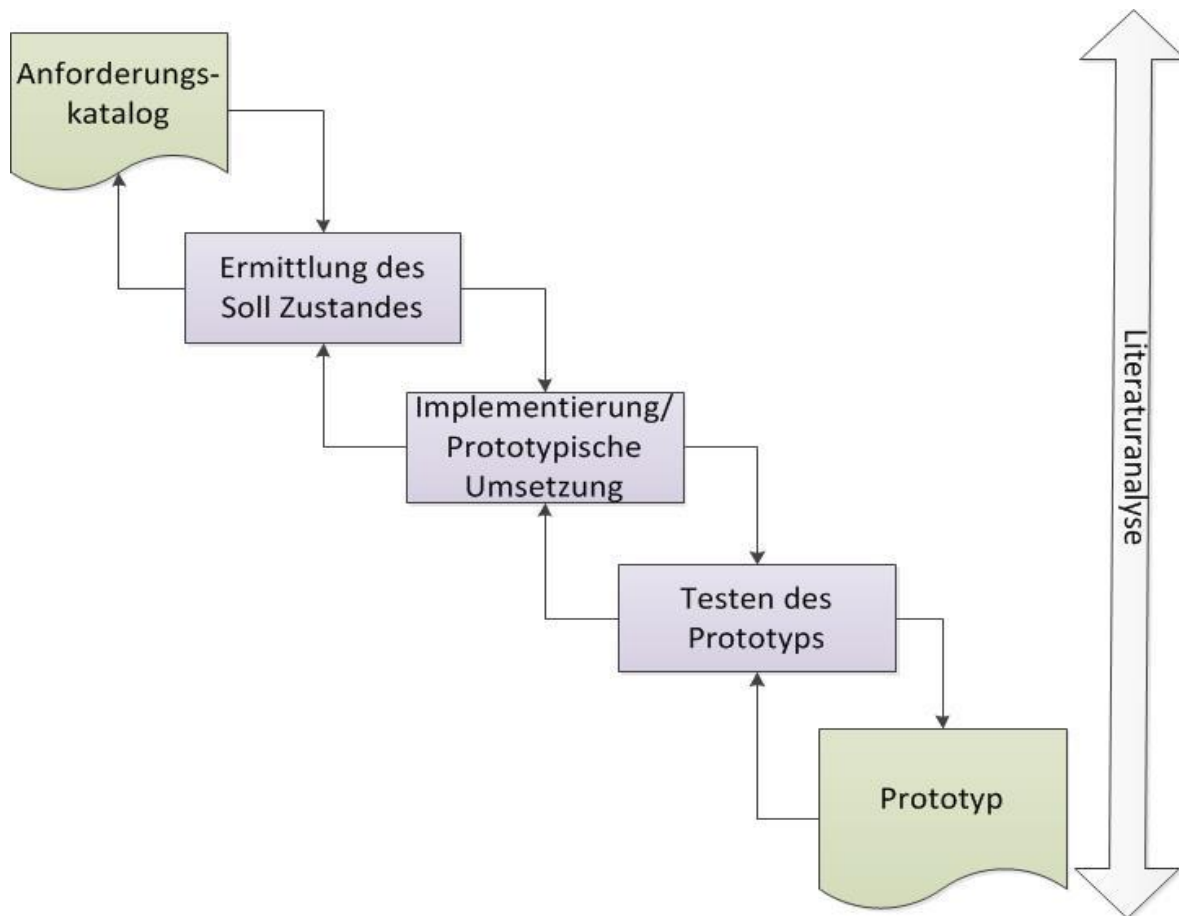 Anforderungs-
katalog
Ermittlung des
Soll Zustandes
Implementierung/
Prototypische
Umsetzung
Testen des
Prototyps
Prototyp
Literaturanalyse